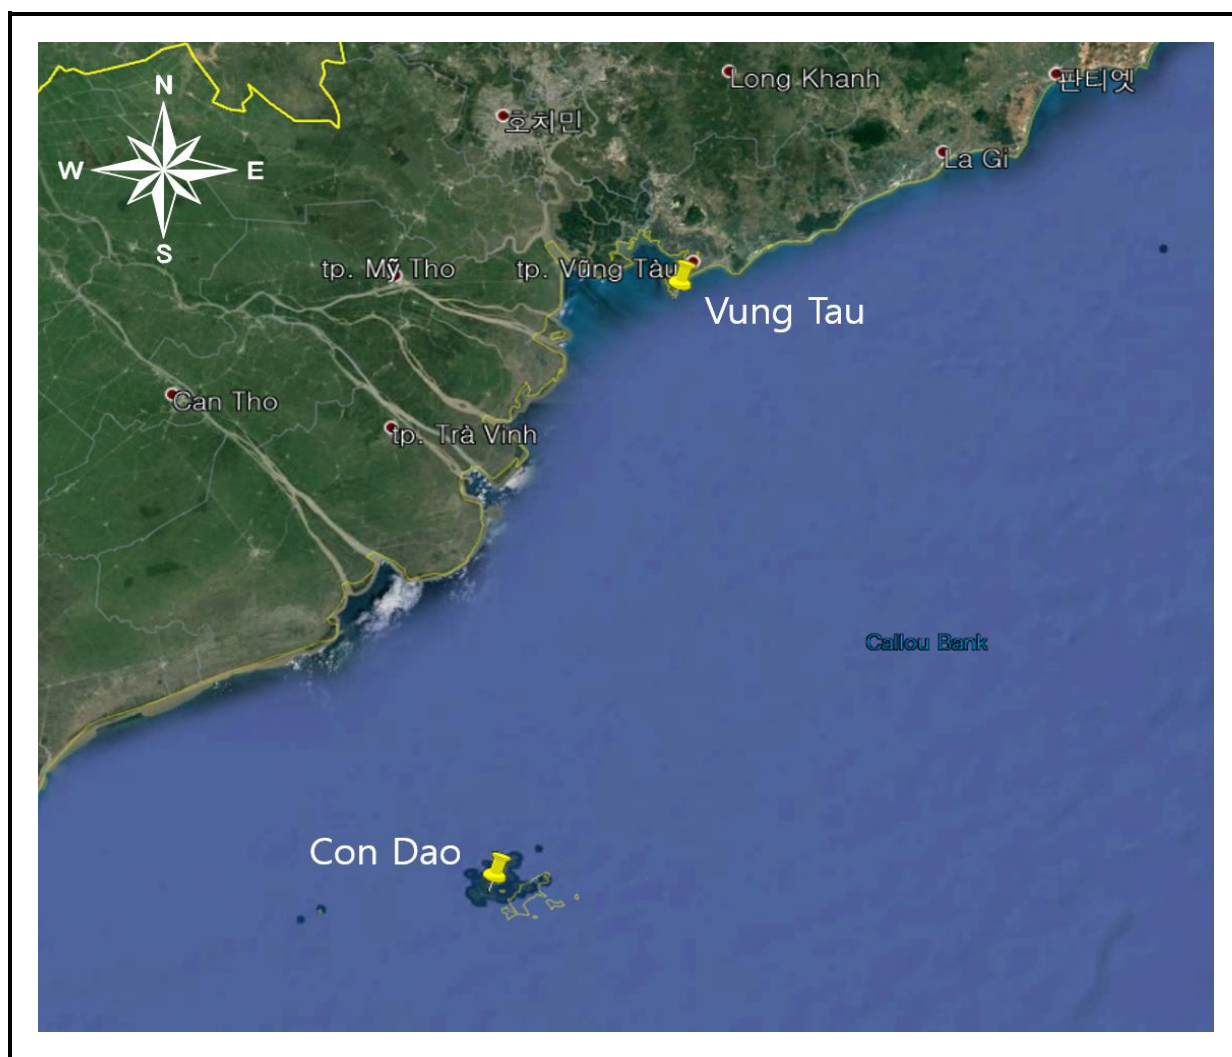 N
Long Khanh
판티엣
호치민
W
E
La Gi
S
tp. Mỹ Tho
tp. Vũng Tàu
Vung Tau
Can Tho
tp. Trà Vinh
Callou Bank
Con Dao